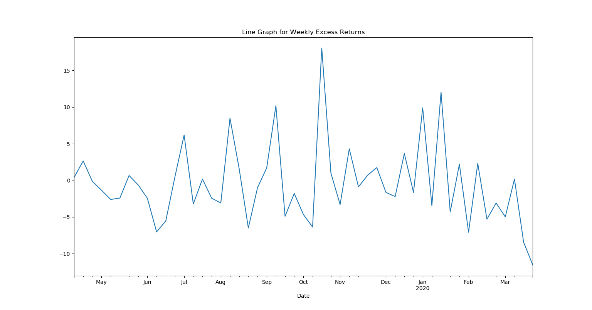 Line Graph for Weekly Excess Returns
15
10
5
0
−5
−10
May Jun Jul Aug Sep Oct Nov Dec Jan Feb Mar
2020
Date